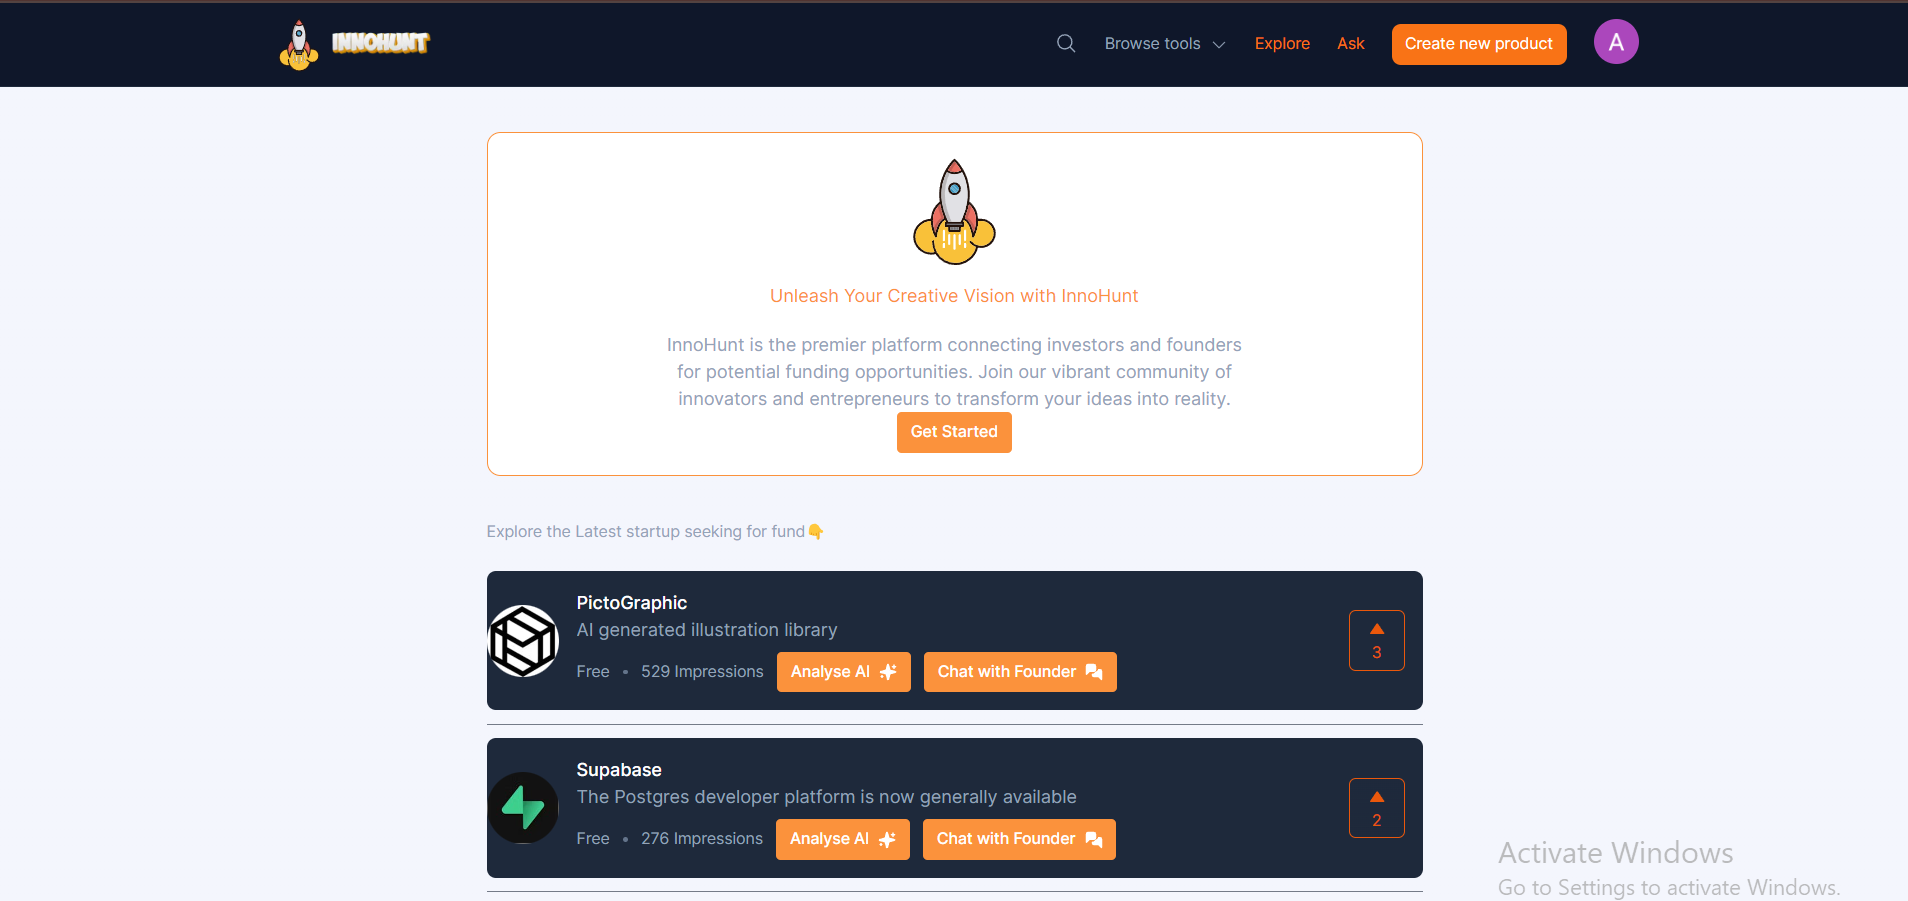 INNOHUNT
Browse tools
Explore
Ask
Create new product
A
Unleash Your Creative Vision with InnoHunt
InnoHunt is the premier platform connecting investors and founders
for potential funding opportunities. Join our vibrant community of
innovators and entrepreneurs to transform your ideas into reality.
Get Started
Explore the Latest startup seeking for fund👇
PictoGraphic
AI generated illustration library
Free • 529 Impressions Analyse AI Chat with Founder
3
Supabase
The Postgres developer platform is now generally available
Free • 276 Impressions Analyse AI Chat with Founder
2
Activate Windows
Go to Settings to activate Windows.